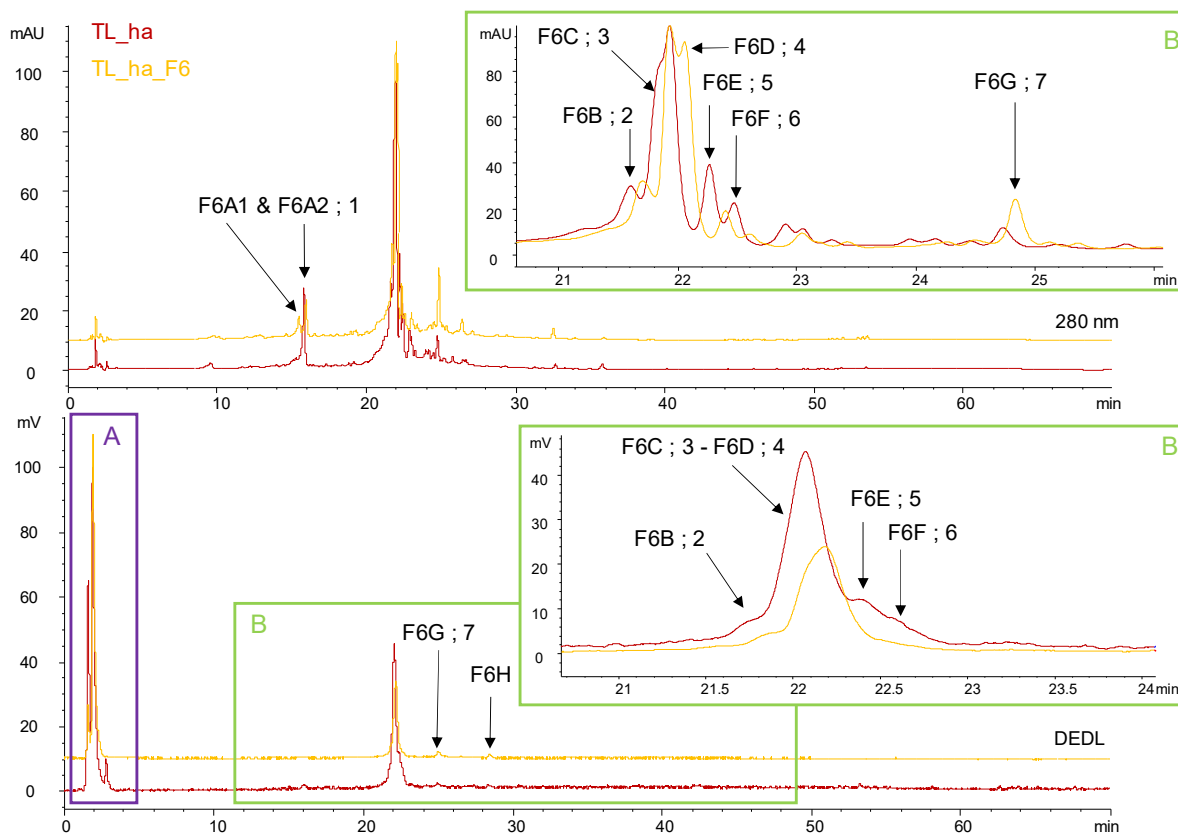 TL_ha
TL_ha_F6
mAU
100
80
60
40
20
0
F6A1 & F6A2 ; 1
280 nm
0 10 20 30 40 50 60 min
B
mAU
80
60
40
20
0
F6C ; 3
F6D ; 4
F6B ; 2
F6E ; 5
F6F ; 6
F6G ; 7
21 22 23 24 25 min
mV
100
80
60
40
20
0
A
B
F6G ; 7
F6H
DEDL
0 10 20 30 40 50 60 min
B
mV
40
30
20
10
0
F6C ; 3 - F6D ; 4
F6B ; 2
F6E ; 5
F6F ; 6
21 21.5 22 22.5 23 23.5 24 min